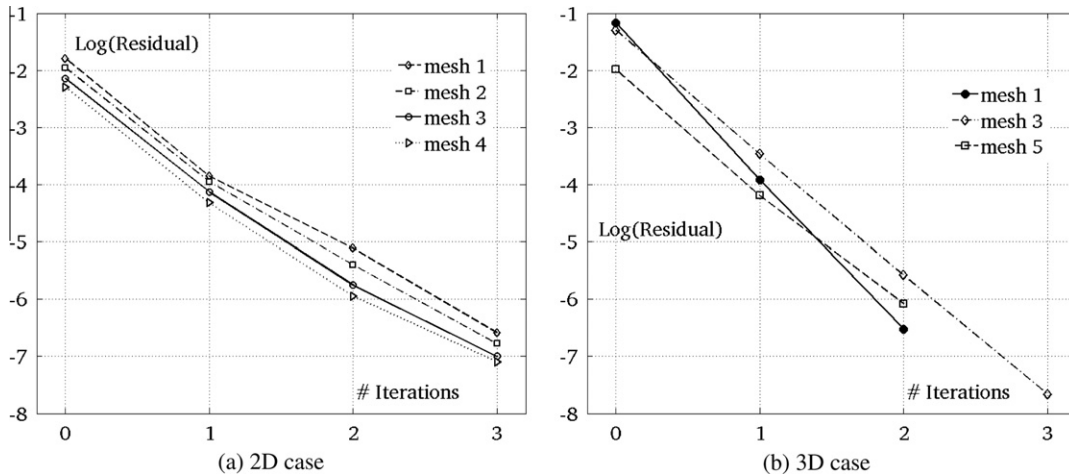 -1
-2
-3
-4
-5
-6
-7
-8
Log(Residual)
mesh 1
mesh 2
mesh 3
mesh 4
# Iterations
0 1 2 3
(a) 2D case
-1
-2
-3
-4
-5
-6
-7
-8
mesh 1
mesh 3
mesh 5
Log(Residual)
# Iterations
0 1 2 3
(b) 3D case